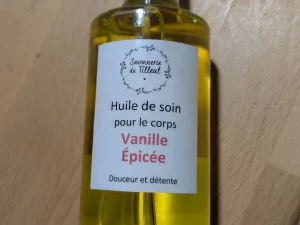 Savonnerie
du Tilleul
Huile de soin
pour le corps
Vanille
Épicée
Douceur et détente